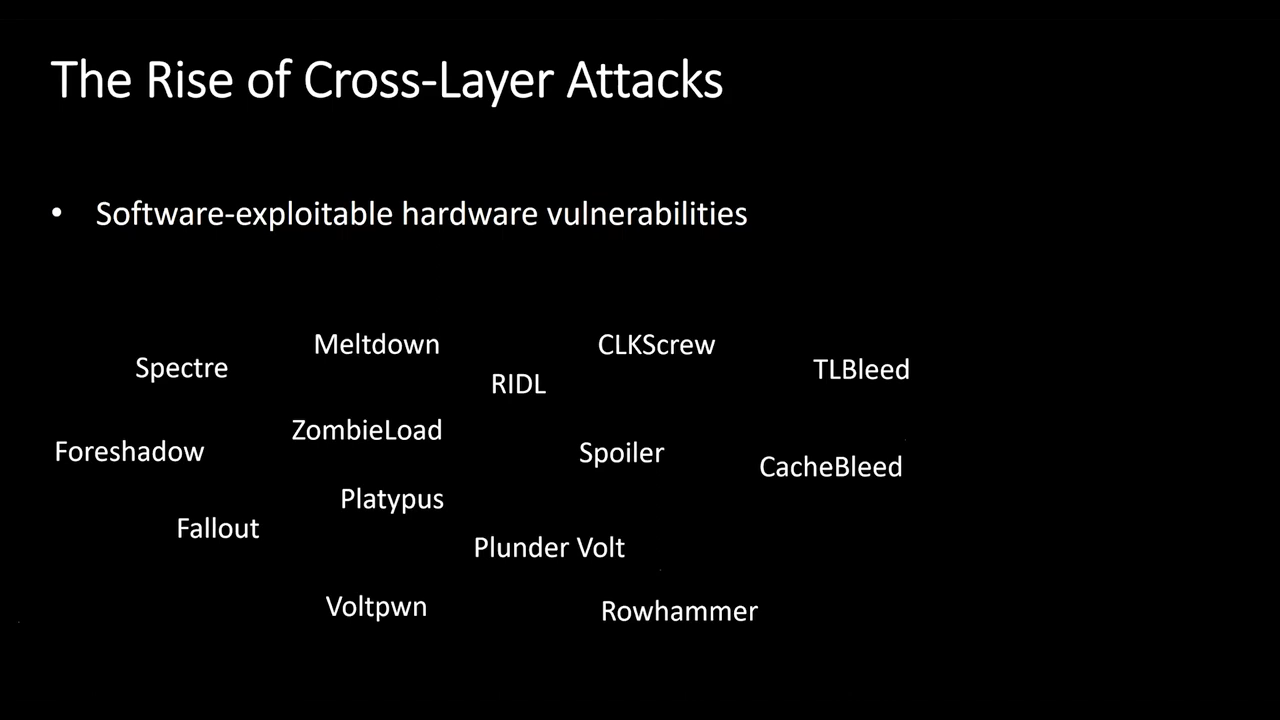 The Rise of Cross-Layer Attacks
• Software-exploitable hardware vulnerabilities
Meltdown
CLKScrew
Spectre
TLBleed
RIDL
ZombieLoad
Foreshadow
Spoiler
CacheBleed
Platypus
Fallout
Plunder Volt
Voltpwn
Rowhammer